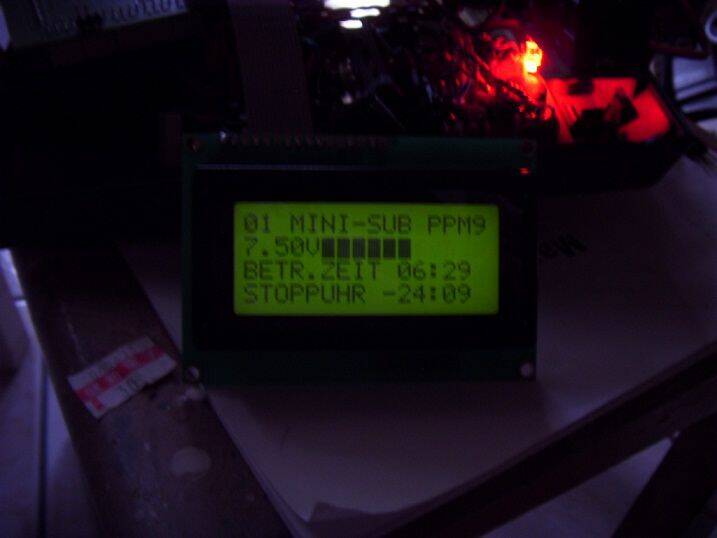 01 MINI-SUB PPM9
7.50V
BETR.ZEIT 06:29
STOPPUHR -24:09